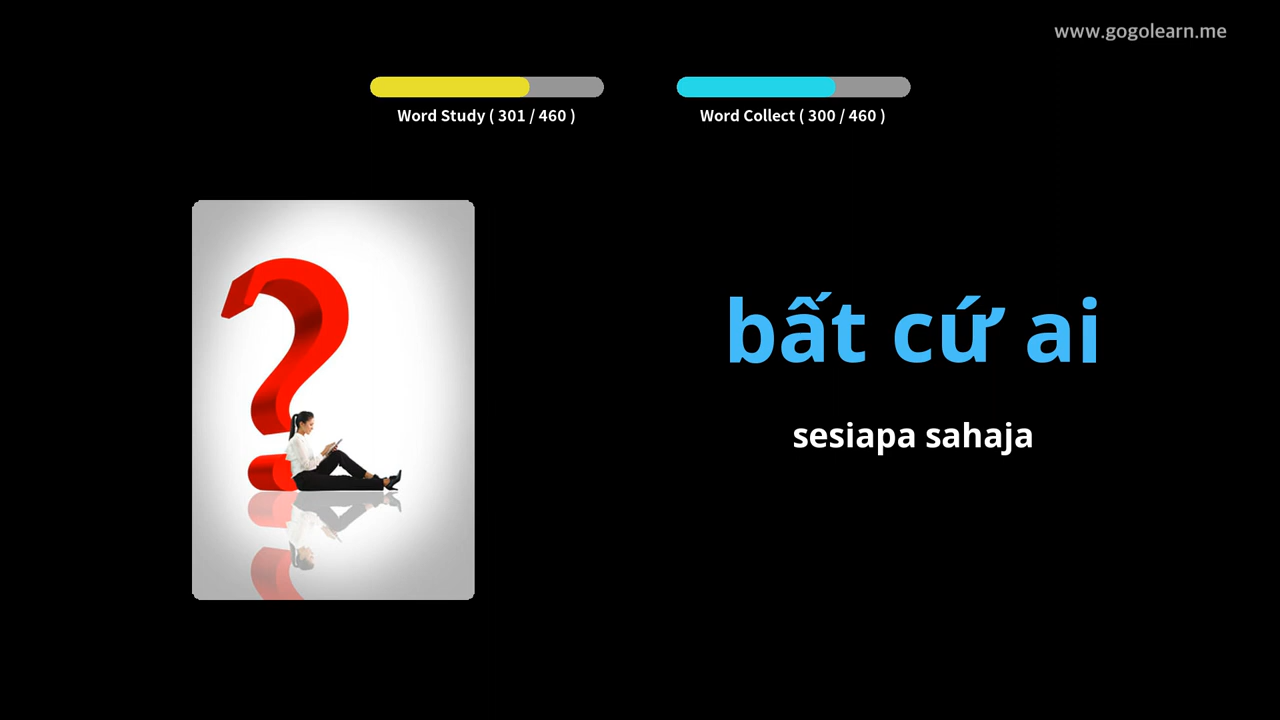 www.gogolearn.me
Word Study ( 301 / 460 )
Word Collect ( 300 / 460 )
bất cứ ai
sesiapa sahaja